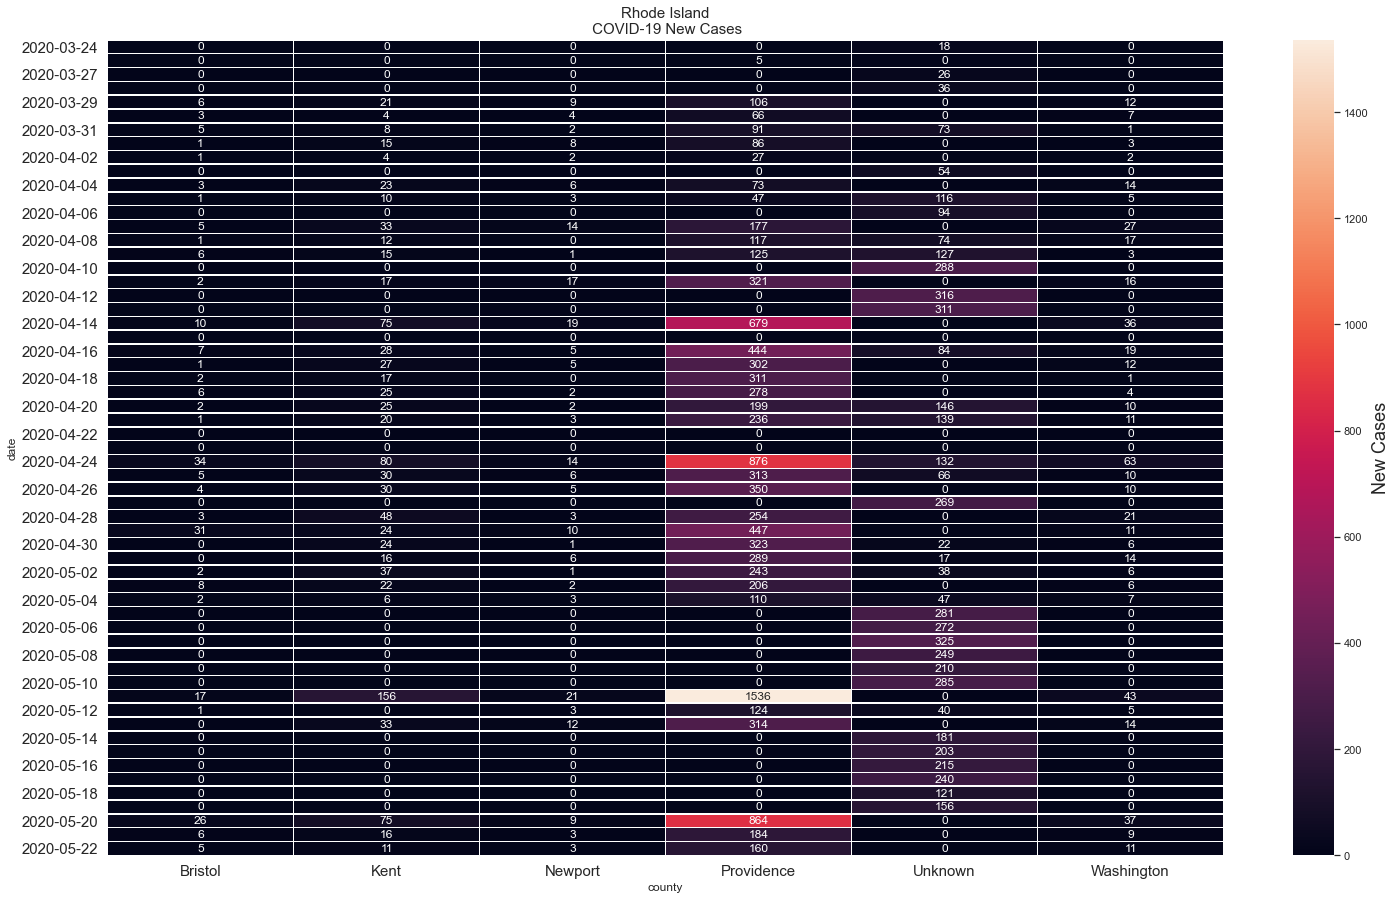 Rhode Island
COVID-19 New Cases
2020-03-24 0 0 0 0 18 0
0 0 0 5 0 0
2020-03-27 0 0 0 0 26 0
0 0 0 0 36 0
2020-03-29 6 21 9 106 0 12
3 4 4 66 0 7
2020-03-31 5 8 2 91 73 1
1 15 8 86 0 3
2020-04-02 1 4 2 27 0 2
0 0 0 0 54 0
2020-04-04 3 23 6 73 0 14
1 10 3 47 116 5
2020-04-06 0 0 0 0 94 0
5 33 14 177 0 27
2020-04-08 1 12 0 117 74 17
6 15 1 125 127 3
2020-04-10 0 0 0 0 288 0
2 17 17 321 0 16
2020-04-12 0 0 0 0 316 0
0 0 0 0 311 0
2020-04-14 10 75 19 679 0 36
0 0 0 0 0 0
2020-04-16 7 28 5 444 84 19
1 27 5 302 0 12
2020-04-18 2 17 0 311 0 1
6 25 2 278 0 4
2020-04-20 2 25 2 199 146 10
1 20 3 236 139 11
2020-04-22 0 0 0 0 0 0
0 0 0 0 0 0
2020-04-24 34 80 14 876 132 63
5 30 6 313 66 10
2020-04-26 4 30 5 350 0 10
0 0 0 0 269 0
2020-04-28 3 48 3 254 0 21
31 24 10 447 0 11
2020-04-30 0 24 1 323 22 6
0 16 6 289 17 14
2020-05-02 2 37 1 243 38 6
8 22 2 206 0 6
2020-05-04 2 6 3 110 47 7
0 0 0 0 281 0
2020-05-06 0 0 0 0 272 0
0 0 0 0 325 0
2020-05-08 0 0 0 0 249 0
0 0 0 0 210 0
2020-05-10 0 0 0 0 285 0
17 156 21 1536 0 43
2020-05-12 1 0 3 124 40 5
0 33 12 314 0 14
2020-05-14 0 0 0 0 181 0
0 0 0 0 203 0
2020-05-16 0 0 0 0 215 0
0 0 0 0 240 0
2020-05-18 0 0 0 0 121 0
0 0 0 0 156 0
2020-05-20 26 75 9 864 0 37
6 16 3 184 0 9
2020-05-22 5 11 3 160 0 11
Bristol Kent Newport Providence Unknown Washington
county
date
1400
1200
1000
800
600
400
200
0
New Cases